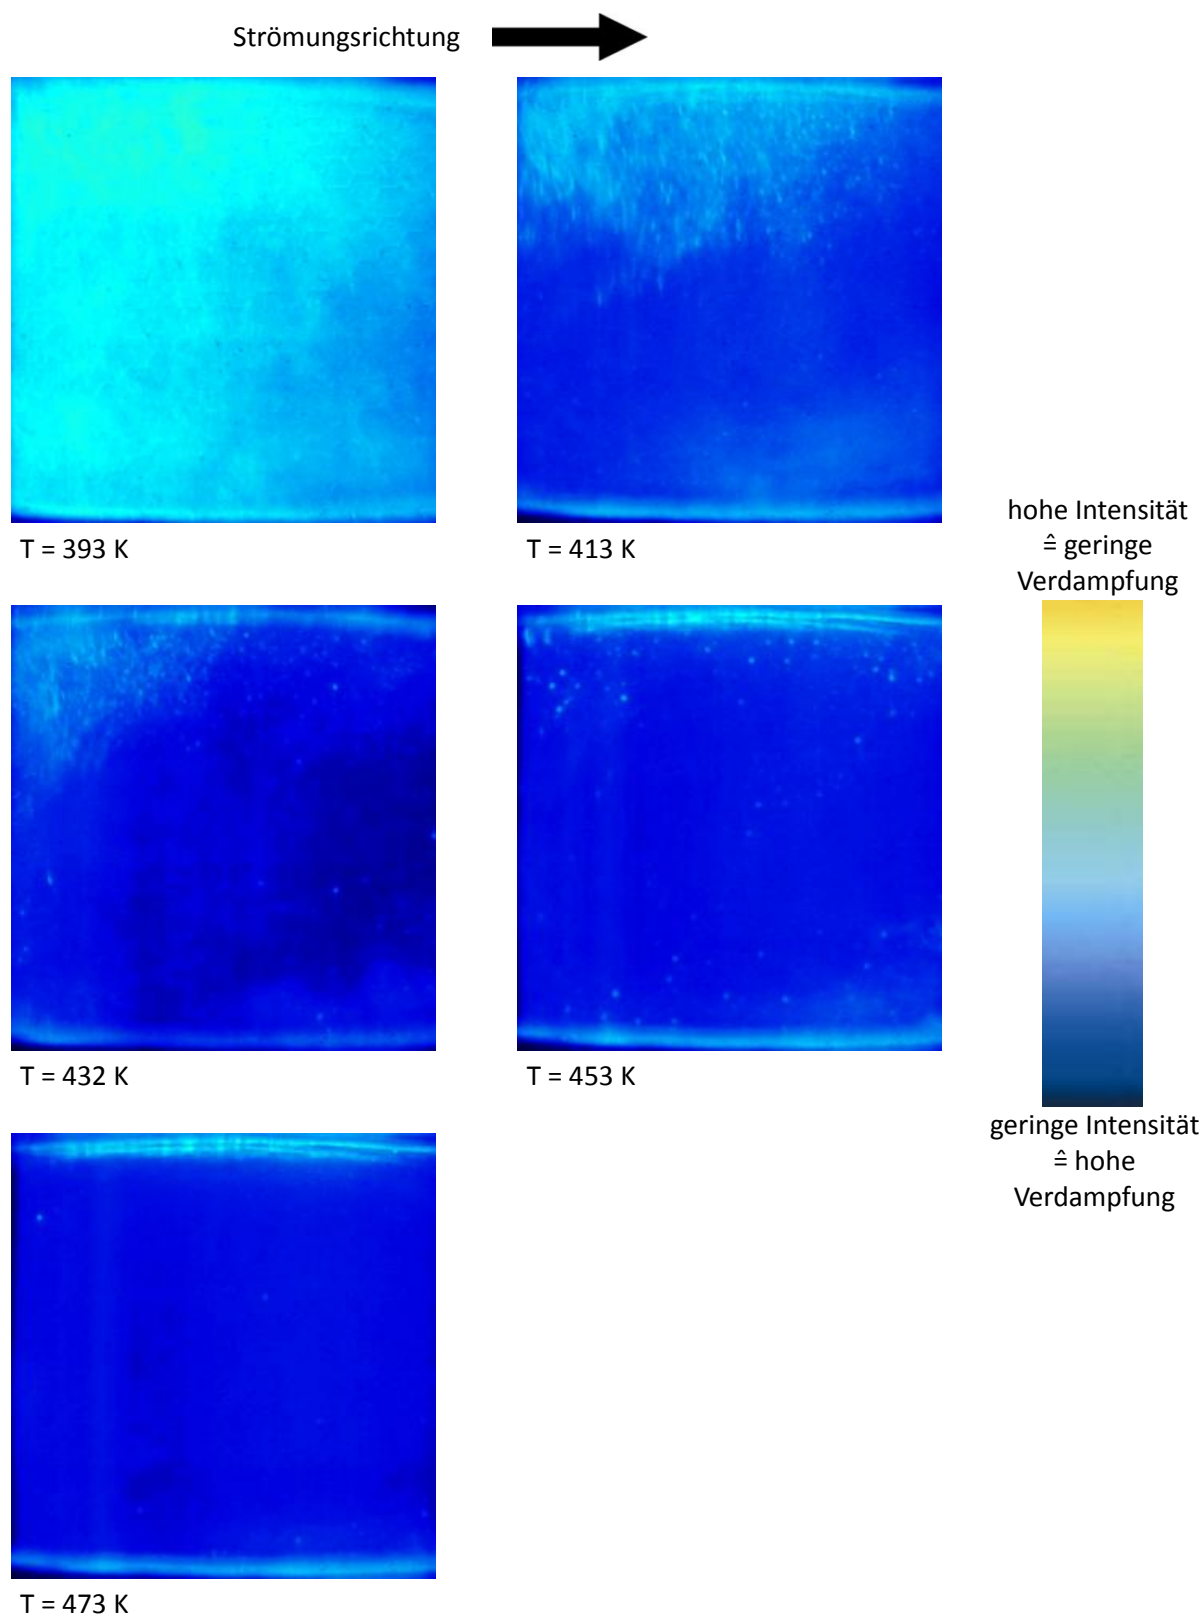 Strömungsrichtung
T = 393 K
T = 413 K
hohe Intensität
≙ geringe
Verdampfung
T = 432 K
T = 453 K
geringe Intensität
≙ hohe
Verdampfung
T = 473 K